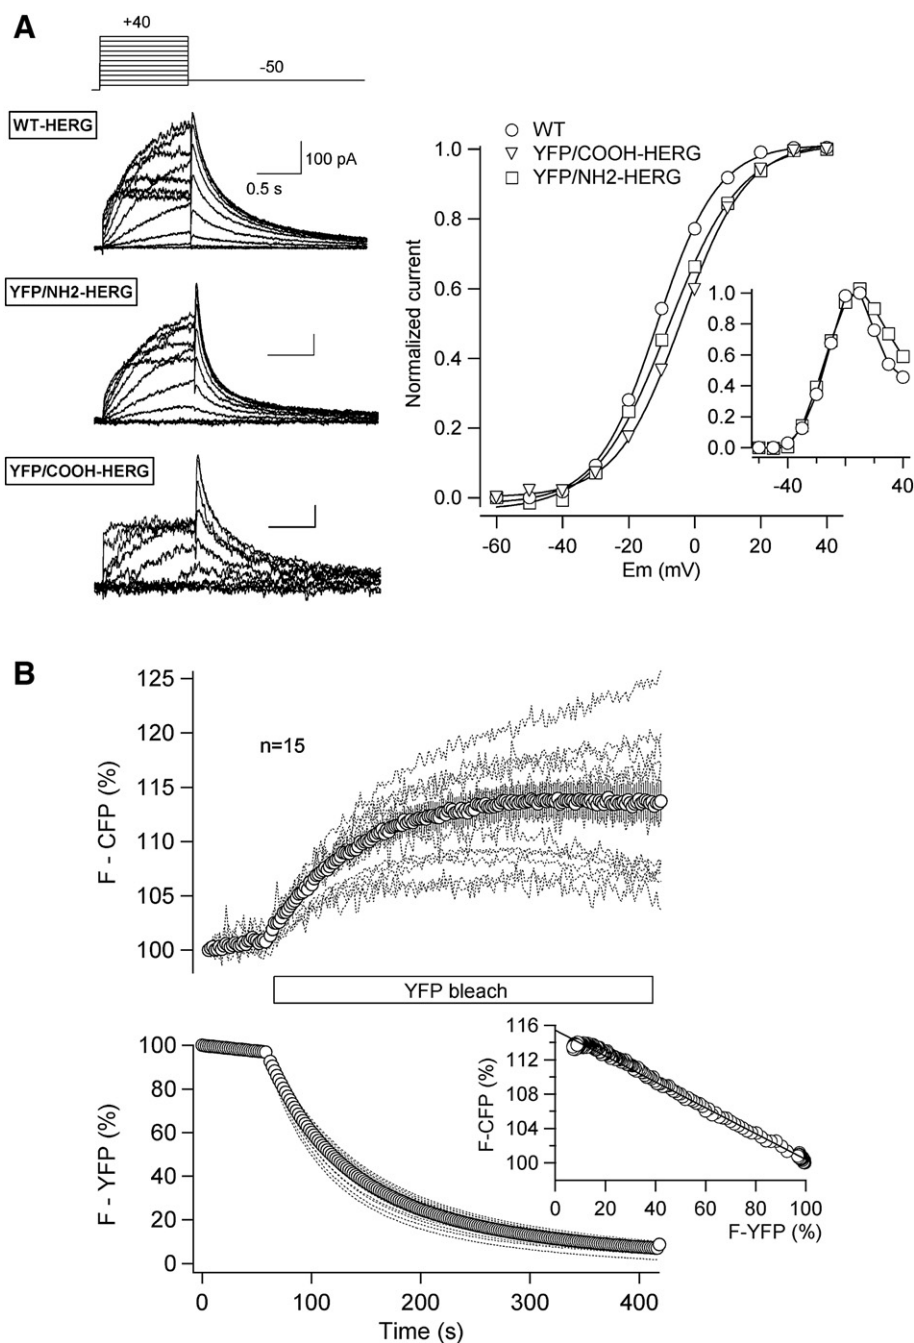 A
+40
-50
WT-HERG
100 pA
0.5 s
YFP/NH2-HERG
YFP/COOH-HERG
WT
YFP/COOH-HERG
YFP/NH2-HERG
Normalized current
1.0
0.8
0.6
0.4
0.2
0.0
-60 -40 -20 0 20 40
Em (mV)
1.0
0.8
0.6
0.4
0.2
0.0
-40 0 40
B
F - CFP (%)
125
120
115
110
105
100
n=15
YFP bleach
F - YFP (%)
100
80
60
40
20
0
0 100 200 300 400
Time (s)
F-CFP (%)
116
112
108
104
100
0 20 40 60 80 100
F-YFP (%)